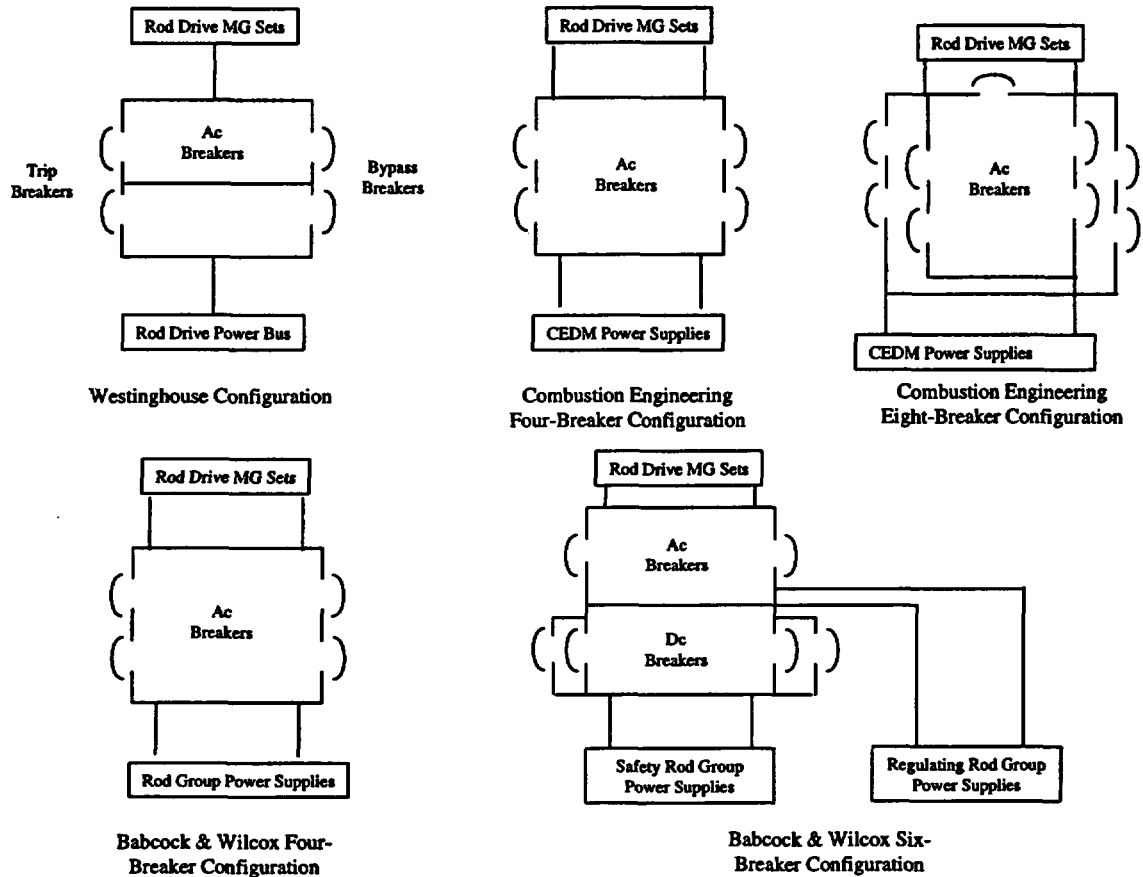 Rod Drive MG Sets
Ac
Breakers
Trip
Breakers
Bypass
Breakers
Rod Drive Power Bus
Westinghouse Configuration
Rod Drive MG Sets
Ac
Breakers
CEDM Power Supplies
Combustion Engineering
Four-Breaker Configuration
Rod Drive MG Sets
Ac
Breakers
CEDM Power Supplies
Combustion Engineering
Eight-Breaker Configuration
Rod Drive MG Sets
Ac
Breakers
Rod Group Power Supplies
Babcock & Wilcox Four-
Breaker Configuration
Rod Drive MG Sets
Ac
Breakers
Dc
Breakers
Safety Rod Group
Power Supplies
Regulating Rod Group
Power Supplies
Babcock & Wilcox Six-
Breaker Configuration